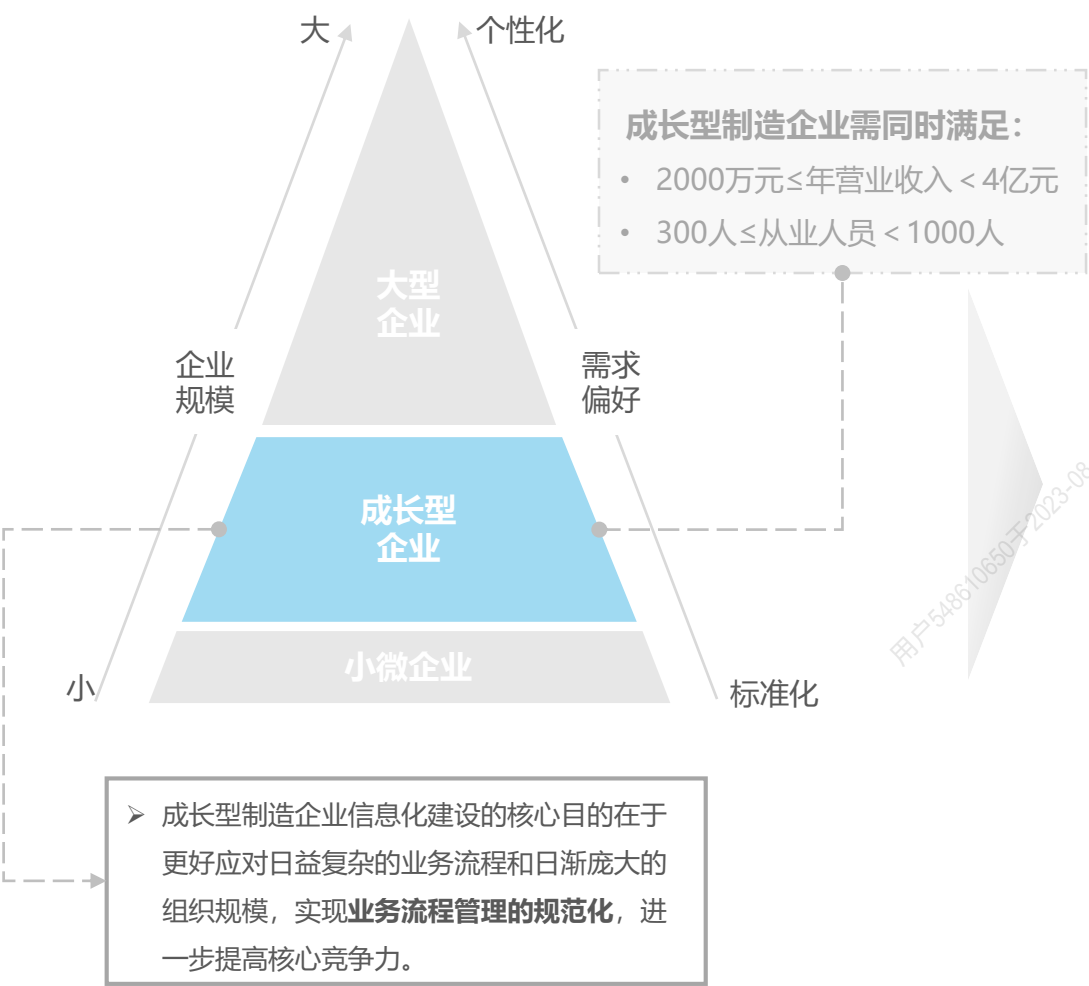 大
个性化
成长型制造企业需同时满足：
• 2000万元≤年营业收入＜4亿元
• 300人≤从业人员＜1000人
大型
企业
企业
规模
需求
偏好
成长型
企业
小微企业
小
标准化
用户548610650于2023-08
➢ 成长型制造企业信息化建设的核心目的在于
更好应对日益复杂的业务流程和日渐庞大的
组织规模，实现业务流程管理的规范化，进
一步提高核心竞争力。